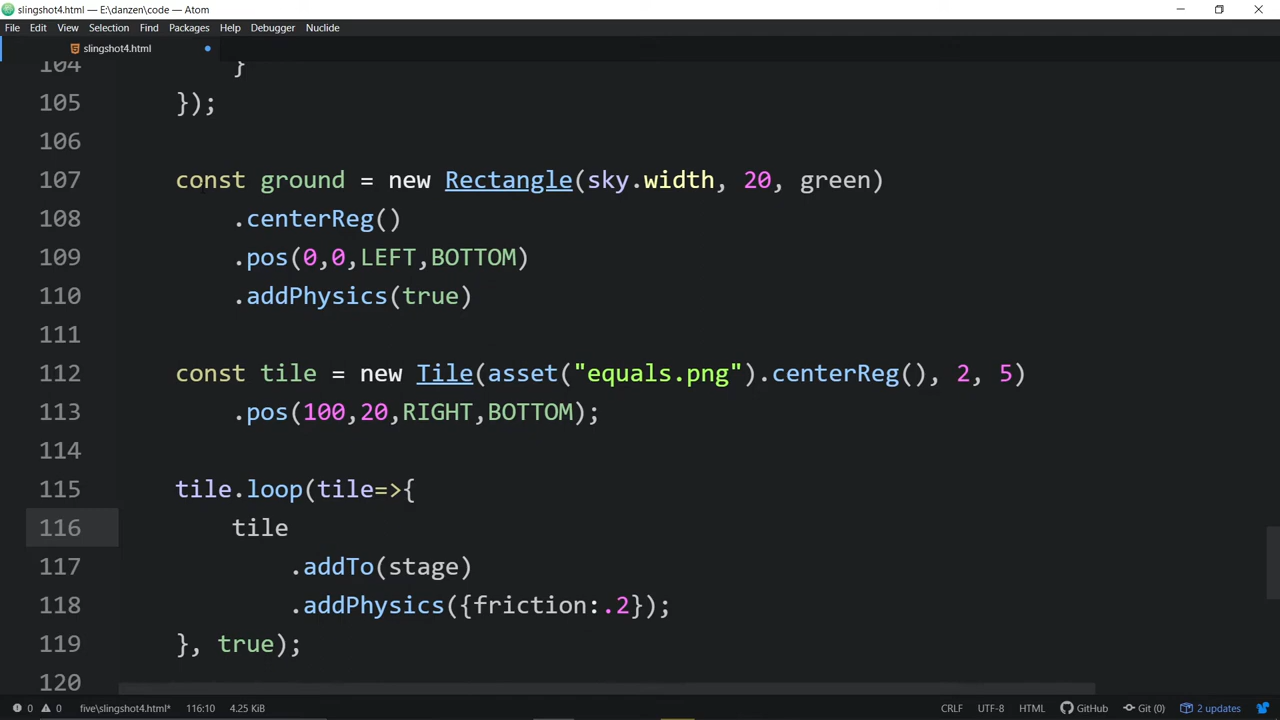 slingshot4.html — E:\danzen\code — Atom
File Edit View Selection Find Packages Help Debugger Nuclide
slingshot4.html
104 }
105 });
106
107 const ground = new Rectangle(sky.width, 20, green)
108 .centerReg()
109 .pos(0,0,LEFT,BOTTOM)
110 .addPhysics(true)
111
112 const tile = new Tile(asset("equals.png").centerReg(), 2, 5)
113 .pos(100,20,RIGHT,BOTTOM);
114
115 tile.loop(tile=>{
116 tile
117 .addTo(stage)
118 .addPhysics({friction:.2});
119 }, true);
120
0 0 five\slingshot4.html* 116:10 4.25 KiB CRLF UTF-8 HTML GitHub Git (0) 2 updates